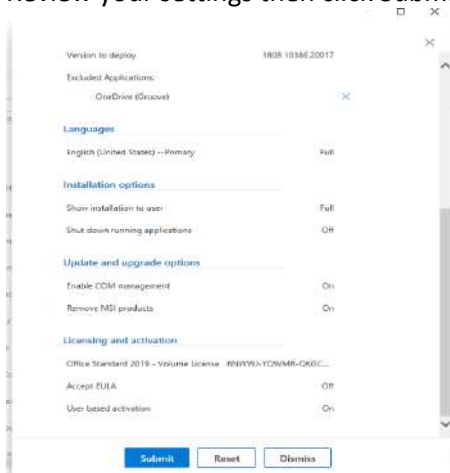 Review your settings then click Submi
Version to deploy 1808 10386.20017
Excluded Applications:
OneDrive (Groove)
Languages
English (United States) --Primary Full
Installation options
Show installation to user Full
Shut down running applications Off
Update and upgrade options
Enable COM management On
Remove MSI products On
Licensing and activation
Office Standard 2019 - Volume License
Accept EULA Off
User based activation On
Submit Reset Dismiss